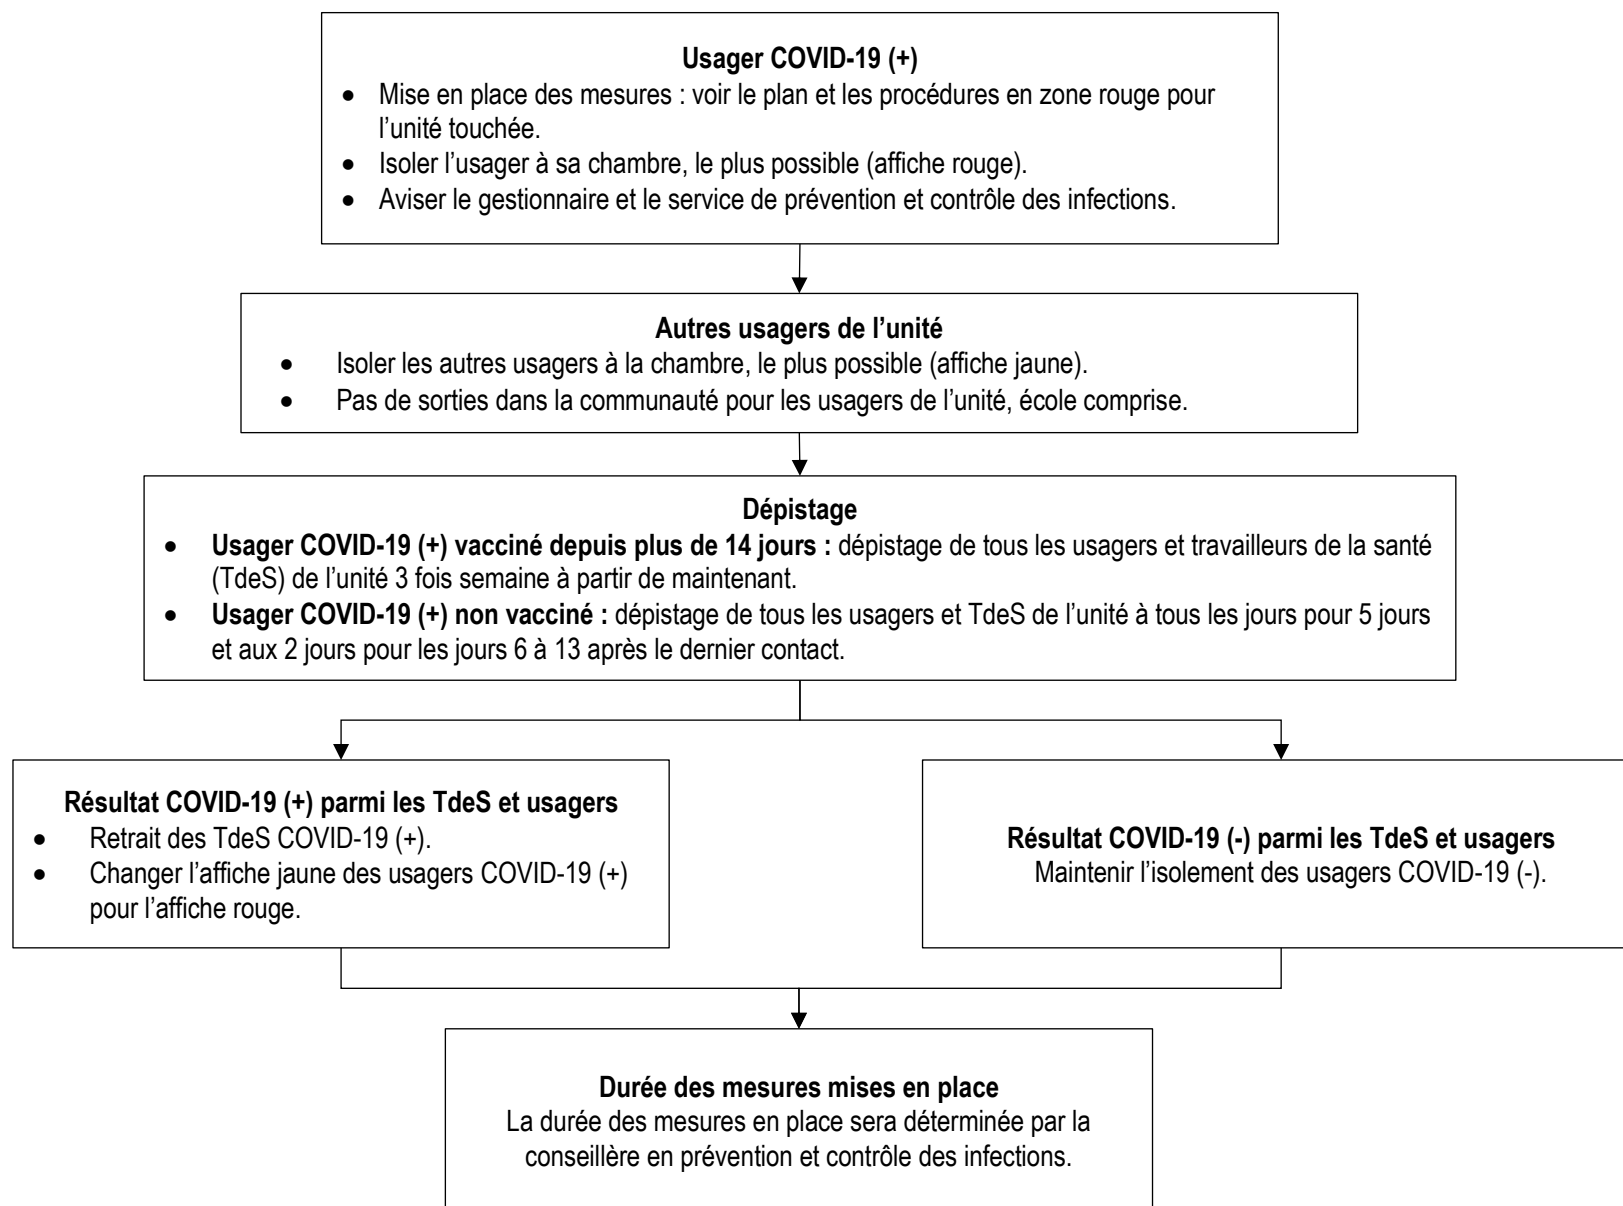 Usager COVID-19 (+)
• Mise en place des mesures : voir le plan et les procédures en zone rouge pour
l’unité touchée.
• Isoler l’usager à sa chambre, le plus possible (affiche rouge).
• Aviser le gestionnaire et le service de prévention et contrôle des infections.
Autres usagers de l’unité
• Isoler les autres usagers à la chambre, le plus possible (affiche jaune).
• Pas de sorties dans la communauté pour les usagers de l’unité, école comprise.
Dépistage
• Usager COVID-19 (+) vacciné depuis plus de 14 jours : dépistage de tous les usagers et travailleurs de la santé
(TdeS) de l’unité 3 fois semaine à partir de maintenant.
• Usager COVID-19 (+) non vacciné : dépistage de tous les usagers et TdeS de l’unité à tous les jours pour 5 jours
et aux 2 jours pour les jours 6 à 13 après le dernier contact.
Résultat COVID-19 (+) parmi les TdeS et usagers
• Retrait des TdeS COVID-19 (+).
• Changer l’affiche jaune des usagers COVID-19 (+)
pour l’affiche rouge.
Résultat COVID-19 (-) parmi les TdeS et usagers
Maintenir l’isolement des usagers COVID-19 (-).
Durée des mesures mises en place
La durée des mesures en place sera déterminée par la
conseillère en prévention et contrôle des infections.